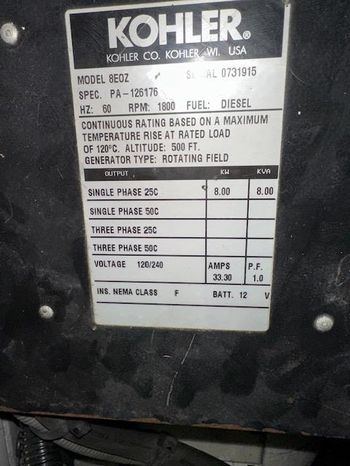 KOHLER®
KOHLER CO. KOHLER, WI. USA
MODEL 8EOZ SERIAL 0731915
SPEC. PA-126176
HZ: 60 RPM: 1800 FUEL: DIESEL
CONTINUOUS RATING BASED ON A MAXIMUM
TEMPERATURE RISE AT RATED LOAD
OF 120°C. ALTITUDE: 500 FT.
GENERATOR TYPE: ROTATING FIELD
OUTPUT KW KVA
SINGLE PHASE 25C 8.00 8.00
SINGLE PHASE 50C
THREE PHASE 25C
THREE PHASE 50C
VOLTAGE 120/240 AMPS P.F.
33.30 1.0
INS. NEMA CLASS F BATT. 12 V